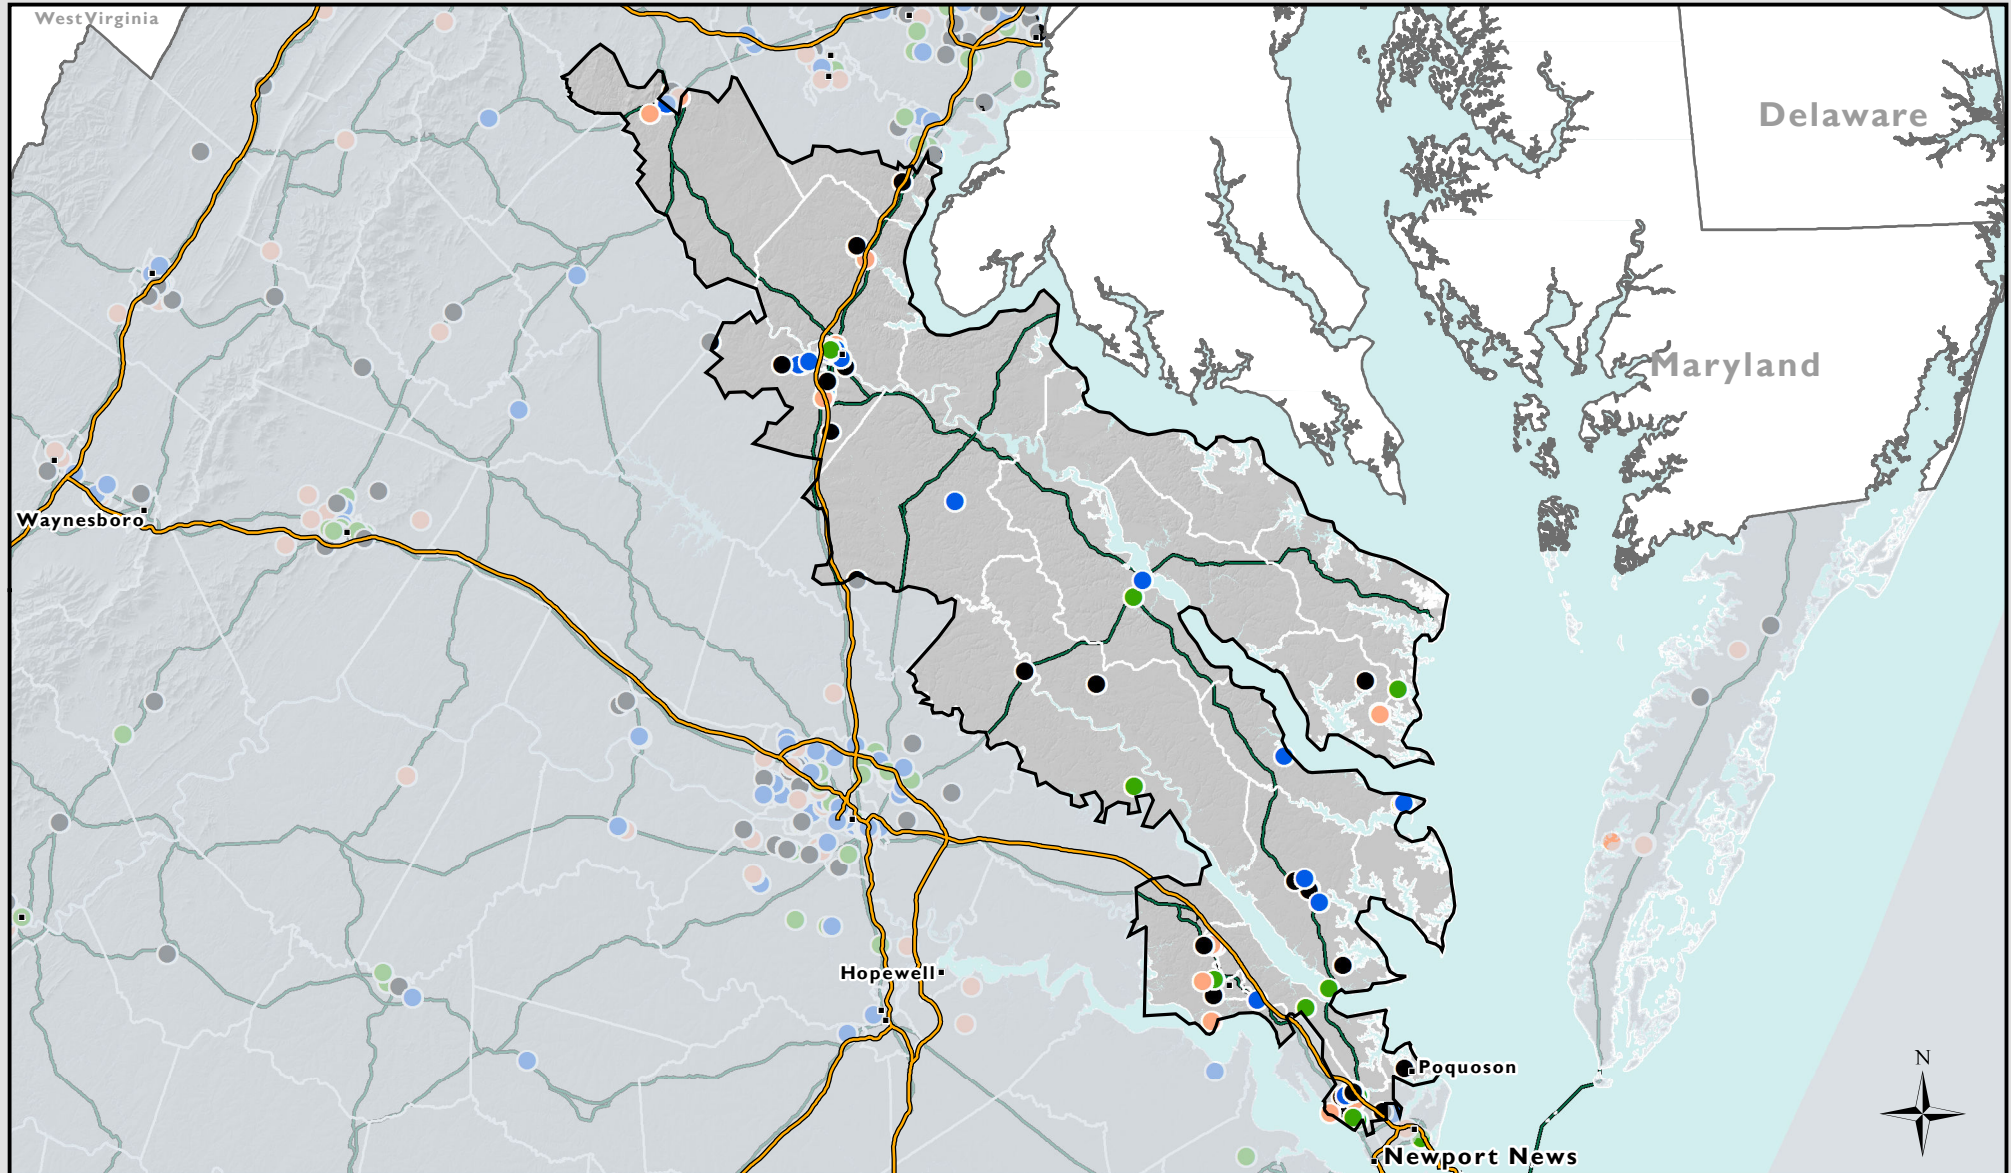 West Virginia
Delaware
Maryland
Waynesboro
Hopewell
N
Poquoson
Newport News